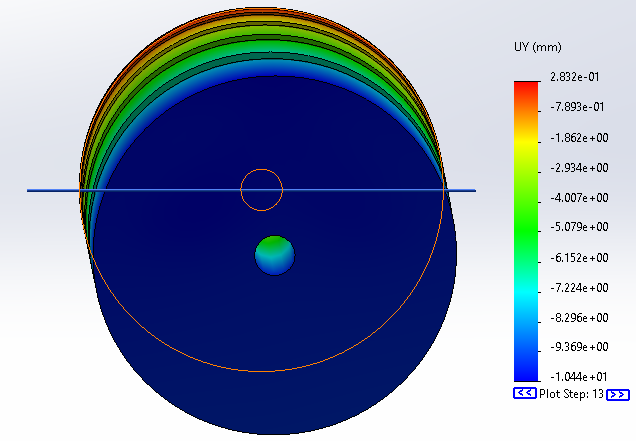 UY (mm)
2.832e-01
-7.893e-01
-1.862e+00
-2.934e+00
-4.007e+00
-5.079e+00
-6.152e+00
-7.224e+00
-8.296e+00
-9.369e+00
-1.044e+01
<< Plot Step: 13 >>